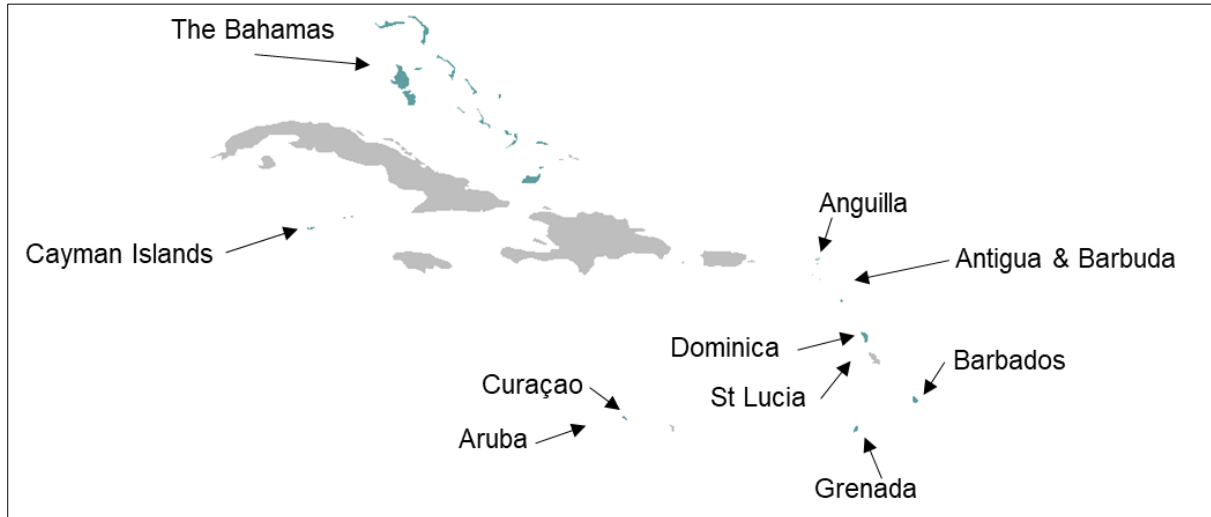 The Bahamas
Anguilla
Cayman Islands
Antigua & Barbuda
Dominica
Barbados
Curaçao
St Lucia
Aruba
Grenada